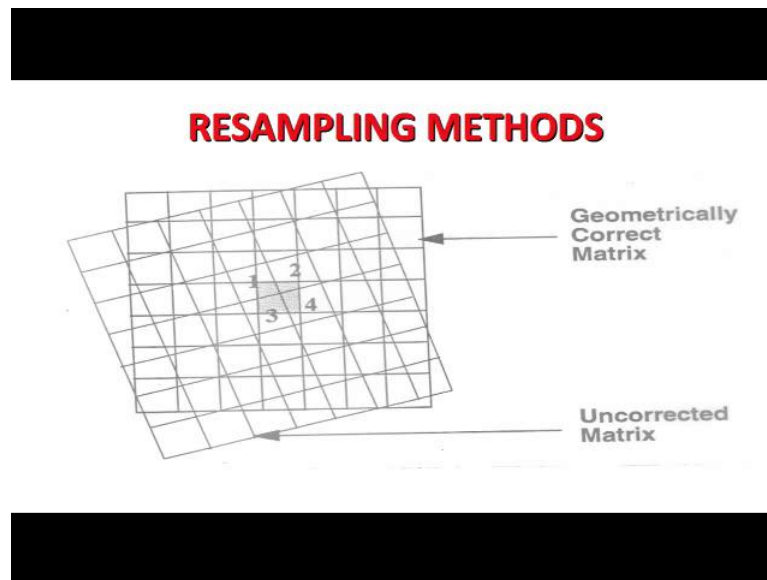 RESAMPLING METHODS
Geometrically
Correct
Matrix
1
2
3
4
Uncorrected
Matrix